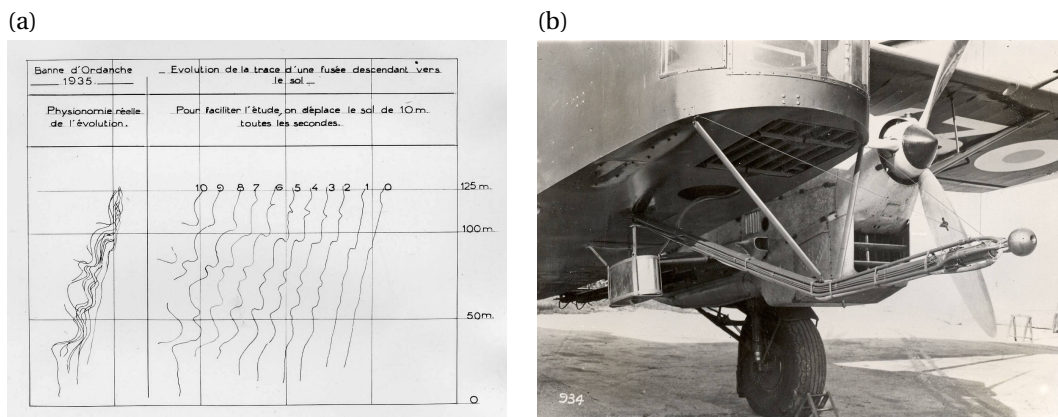 (a)
Banne d'Ordanche
1935.
Evolution de la trace d'une fusée descendant vers
le sol.
Physionomie réelle
de l'évolution.
Pour faciliter l'étude, on déplace le sol de 10 m.
toutes les secondes.
10 9 8 7 6 5 4 3 2 1 0
125 m.
100 m.
50 m.
0
(b)
934